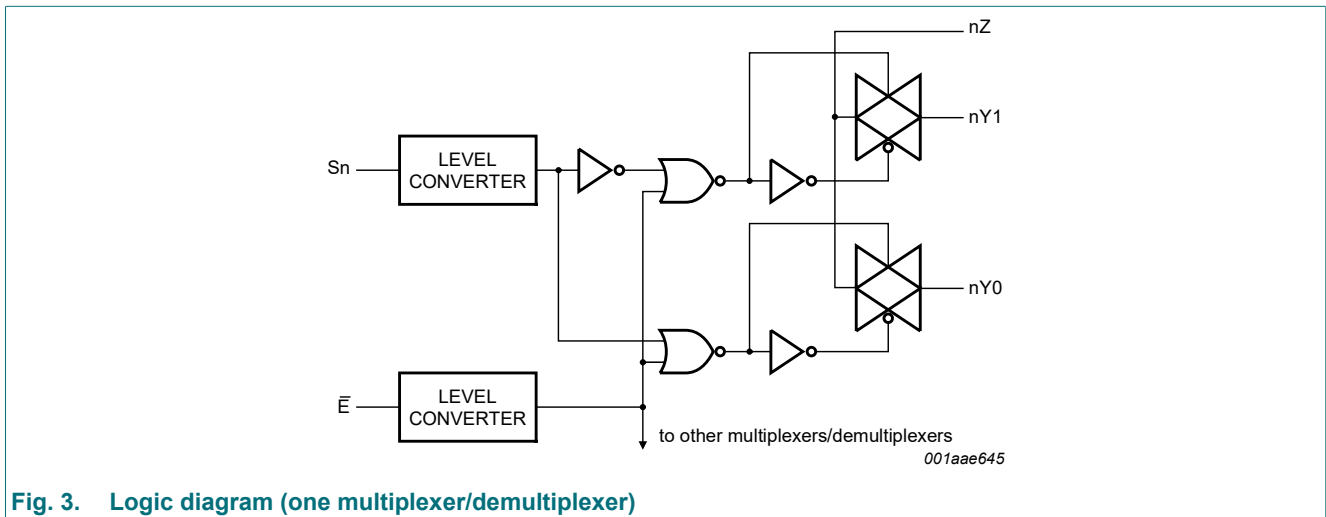 nZ
nY1
Sn
LEVEL
CONVERTER
nY0
E̅
LEVEL
CONVERTER
to other multiplexers/demultiplexers
001aae645
Fig. 3. Logic diagram (one multiplexer/demultiplexer)